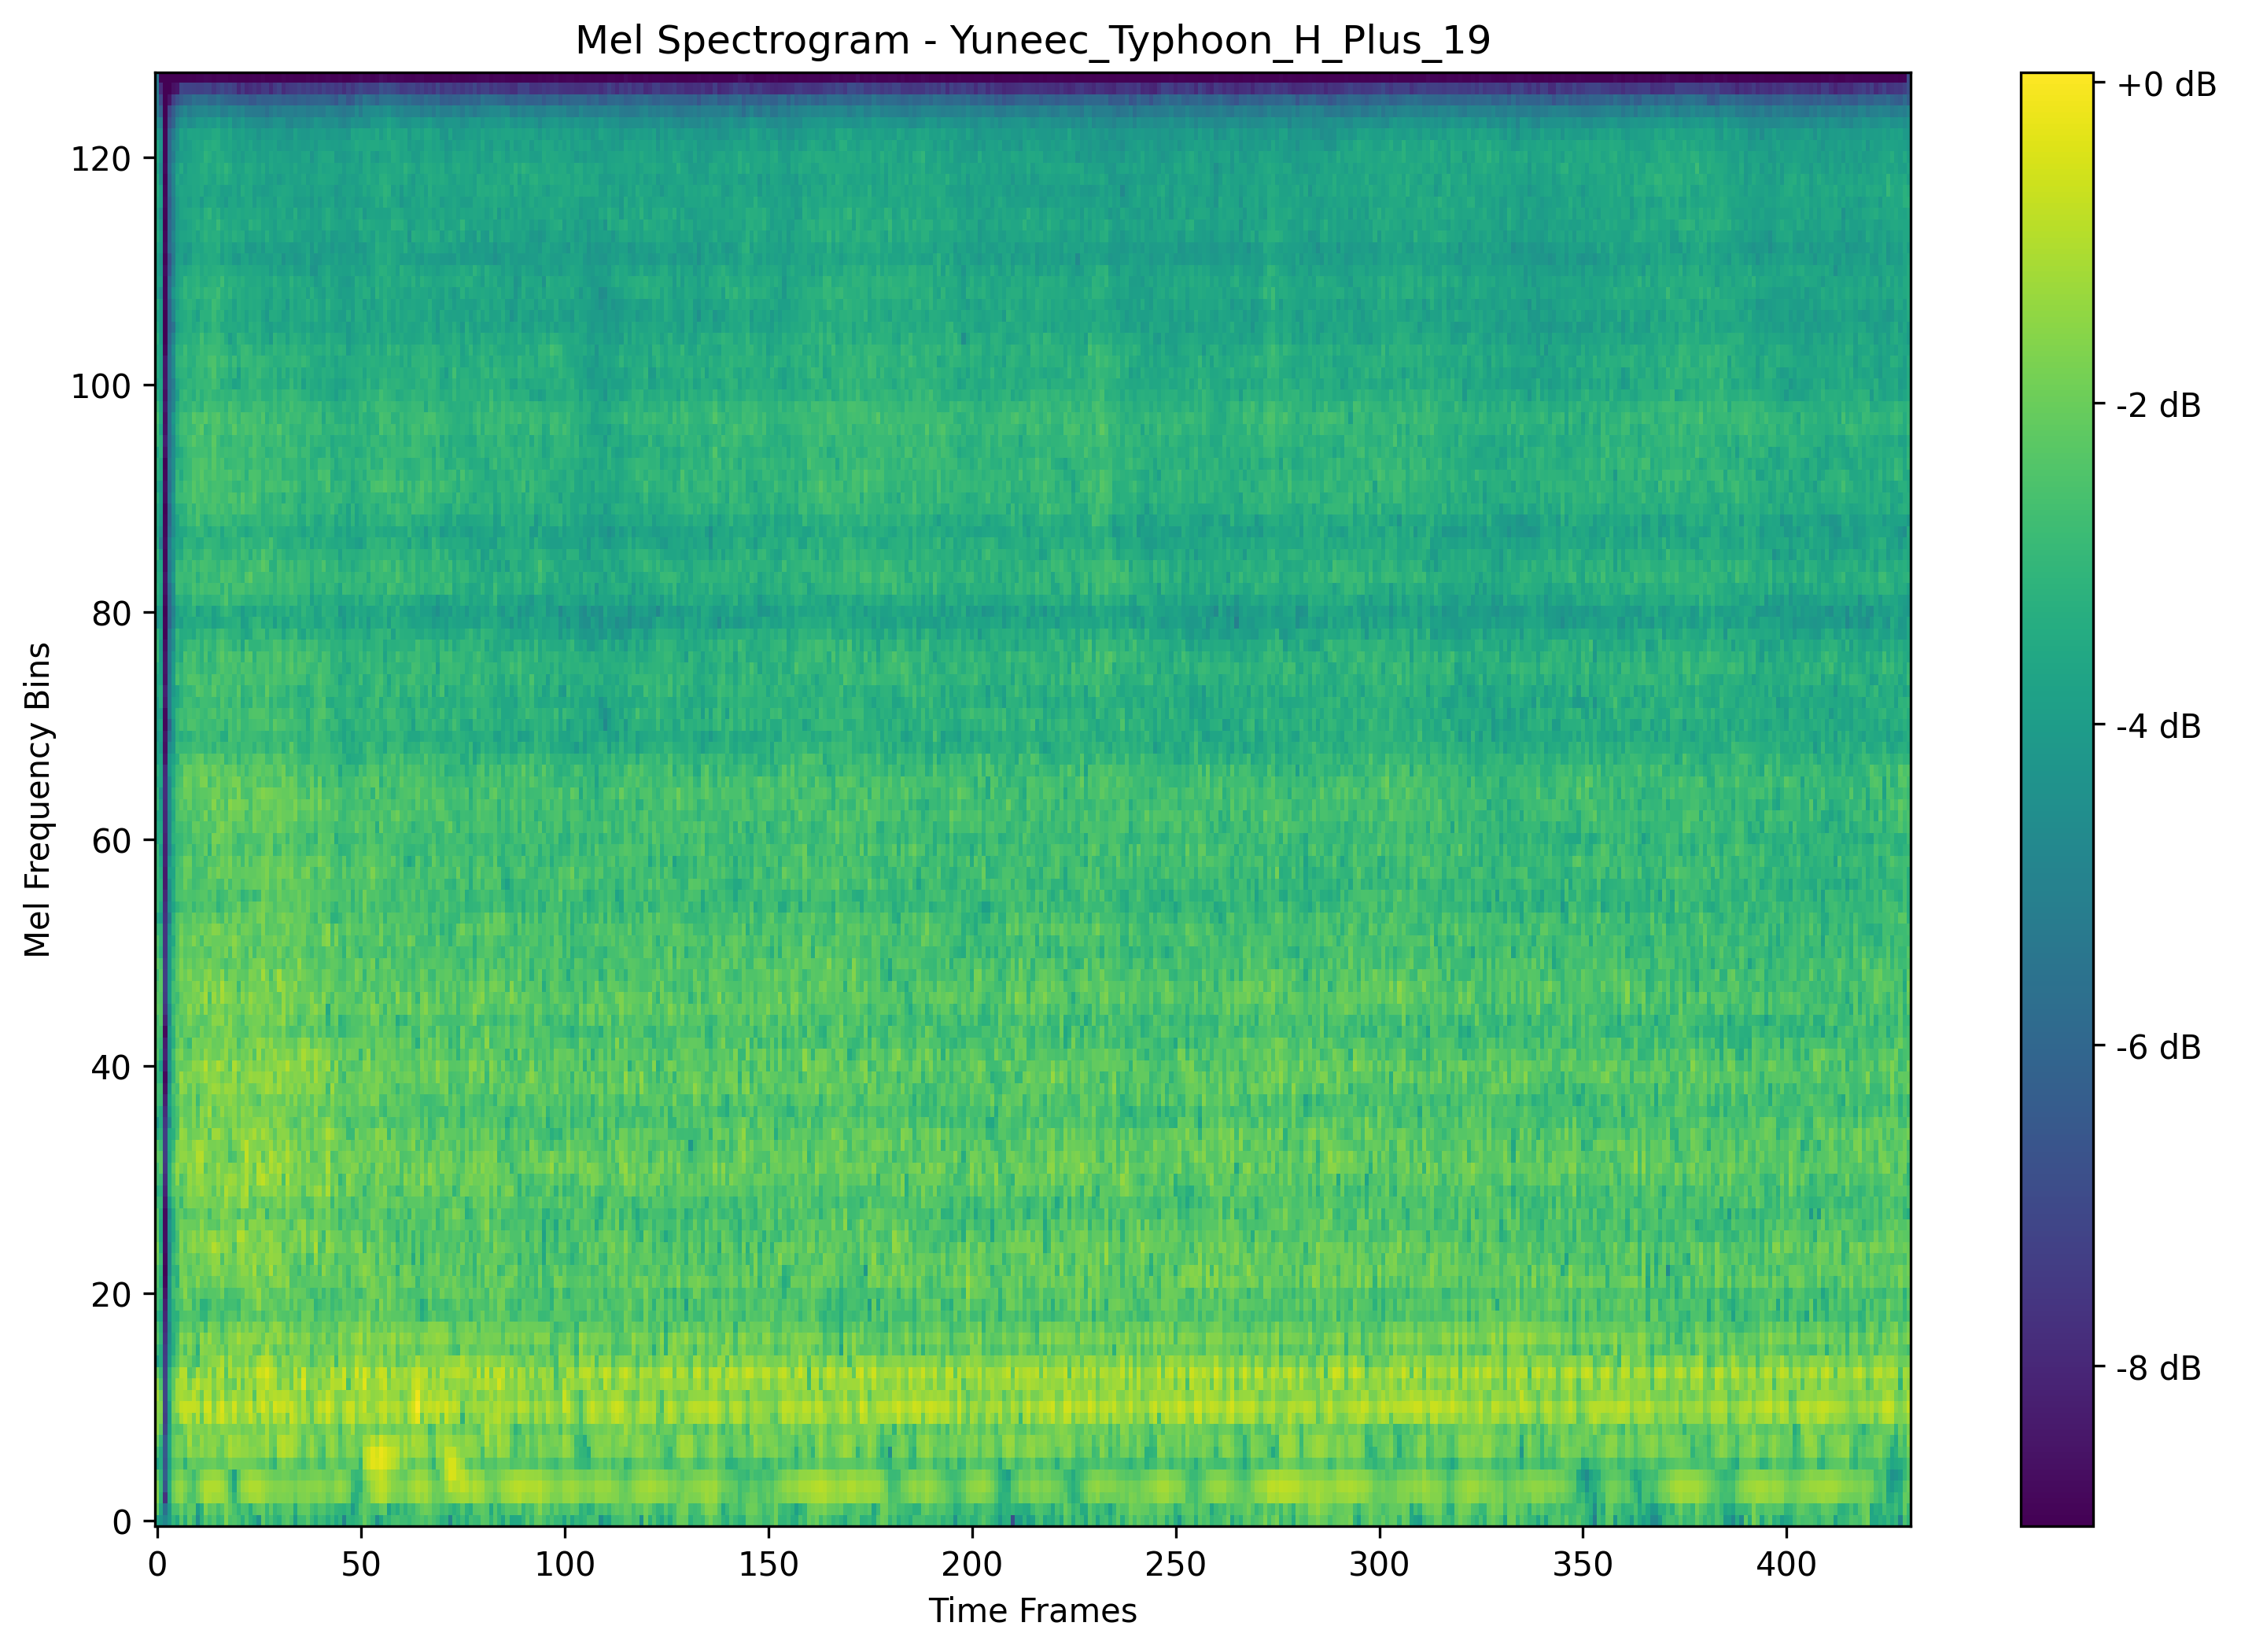 Mel Spectrogram - Yuneec_Typhoon_H_Plus_19
Mel Frequency Bins
120
100
80
60
40
20
0
0 50 100 150 200 250 300 350 400
Time Frames
+0 dB
-2 dB
-4 dB
-6 dB
-8 dB